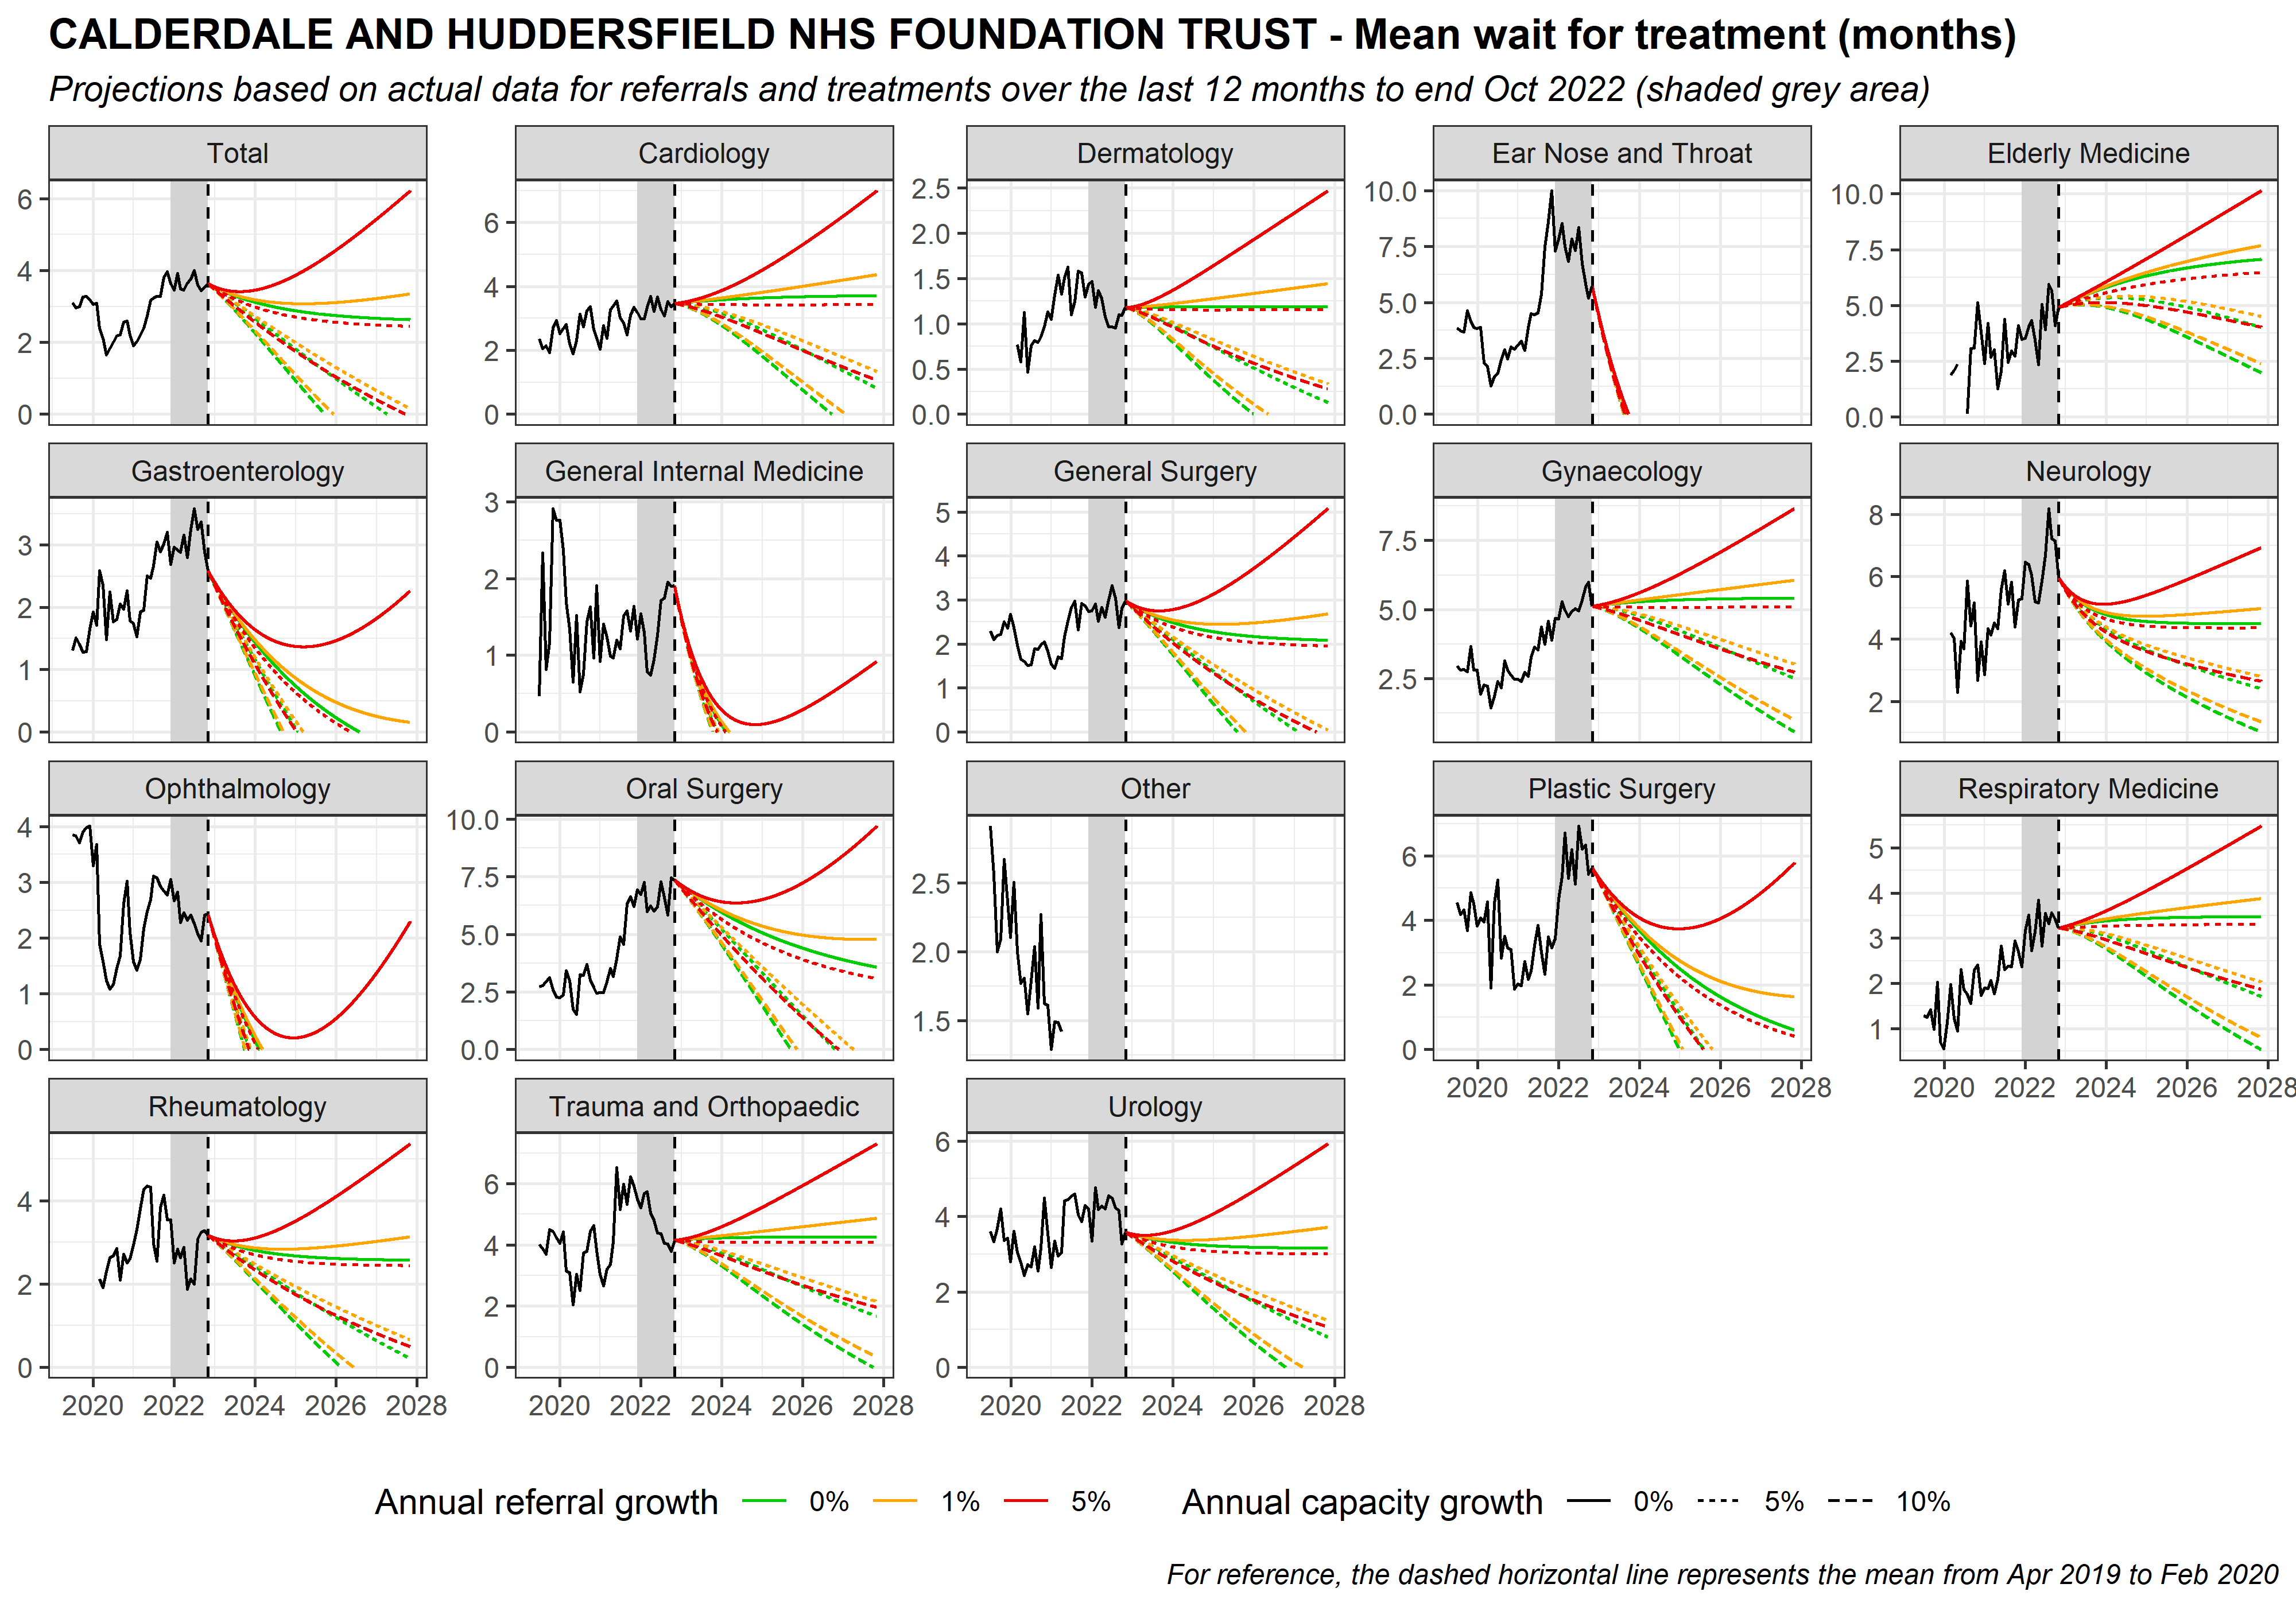 CALDERDALE AND HUDDERSFIELD NHS FOUNDATION TRUST - Mean wait for treatment (months)
Projections based on actual data for referrals and treatments over the last 12 months to end Oct 2022 (shaded grey area)
Total Cardiology Dermatology Ear Nose and Throat Elderly Medicine
6 4 2 0
6 4 2 0
2.5 2.0 1.5 1.0 0.5 0.0
10.0 7.5 5.0 2.5 0.0
10.0 7.5 5.0 2.5 0.0
Gastroenterology General Internal Medicine General Surgery Gynaecology Neurology
3 2 1 0
3 2 1 0
5 4 3 2 1 0
7.5 5.0 2.5
8 6 4 2
Ophthalmology Oral Surgery Other Plastic Surgery Respiratory Medicine
4 3 2 1 0
10.0 7.5 5.0 2.5 0.0
2.5 2.0 1.5
6 4 2 0
5 4 3 2 1
2020 2022 2024 2026 2028 2020 2022 2024 2026 2028
Rheumatology Trauma and Orthopaedic Urology
4 2 0
6 4 2 0
6 4 2 0
2020 2022 2024 2026 2028 2020 2022 2024 2026 2028 2020 2022 2024 2026 2028
Annual referral growth 0% 1% 5% Annual capacity growth 0% 5% 10%
For reference, the dashed horizontal line represents the mean from Apr 2019 to Feb 2020